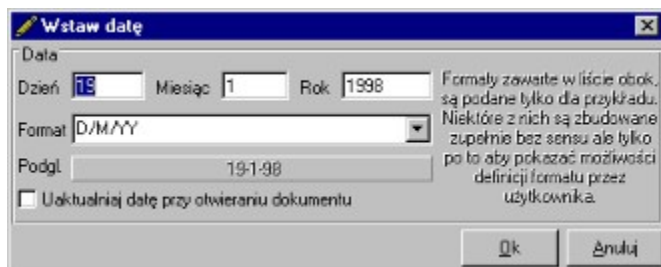 Wstaw datę
Data
Dzień 19 Miesiąc 1 Rok 1998
Format D/M/YY
Podgl. 19-1-98
Uaktualniaj datę przy otwieraniu dokumentu
Formaty zawarte w liście obok,
są podane tylko dla przykładu.
Niektóre z nich są zbudowane
zupełnie bez sensu ale tylko
po to aby pokazać możliwości
definicji formatu przez
użytkownika.
Ok Anuluj